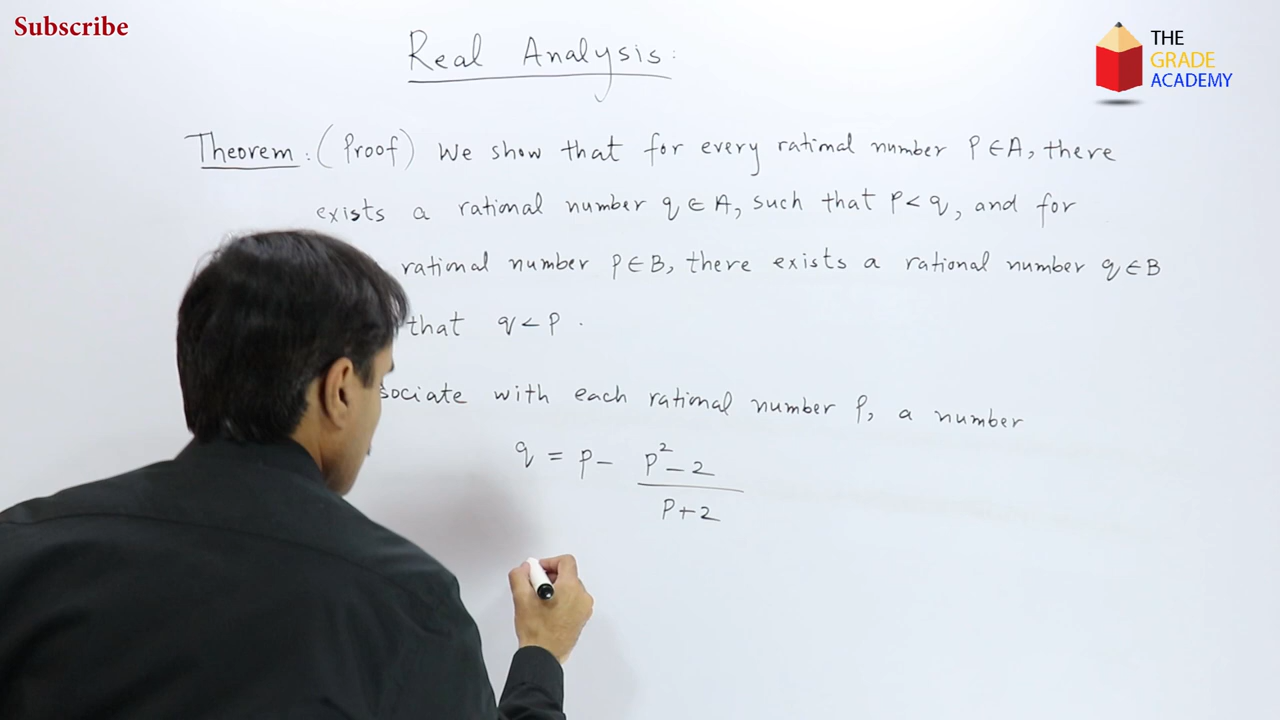 Subscribe
Real Analysis:
THE
GRADE
ACADEMY
Theorem: (Proof) We show that for every rational number P ∈ A, there
exists a rational number q ∈ A, such that P < q, and for
rational number P ∈ B, there exists a rational number q ∈ B
that q < P.
with each rational number P, a number
q = p - (p² - 2) / (p + 2)